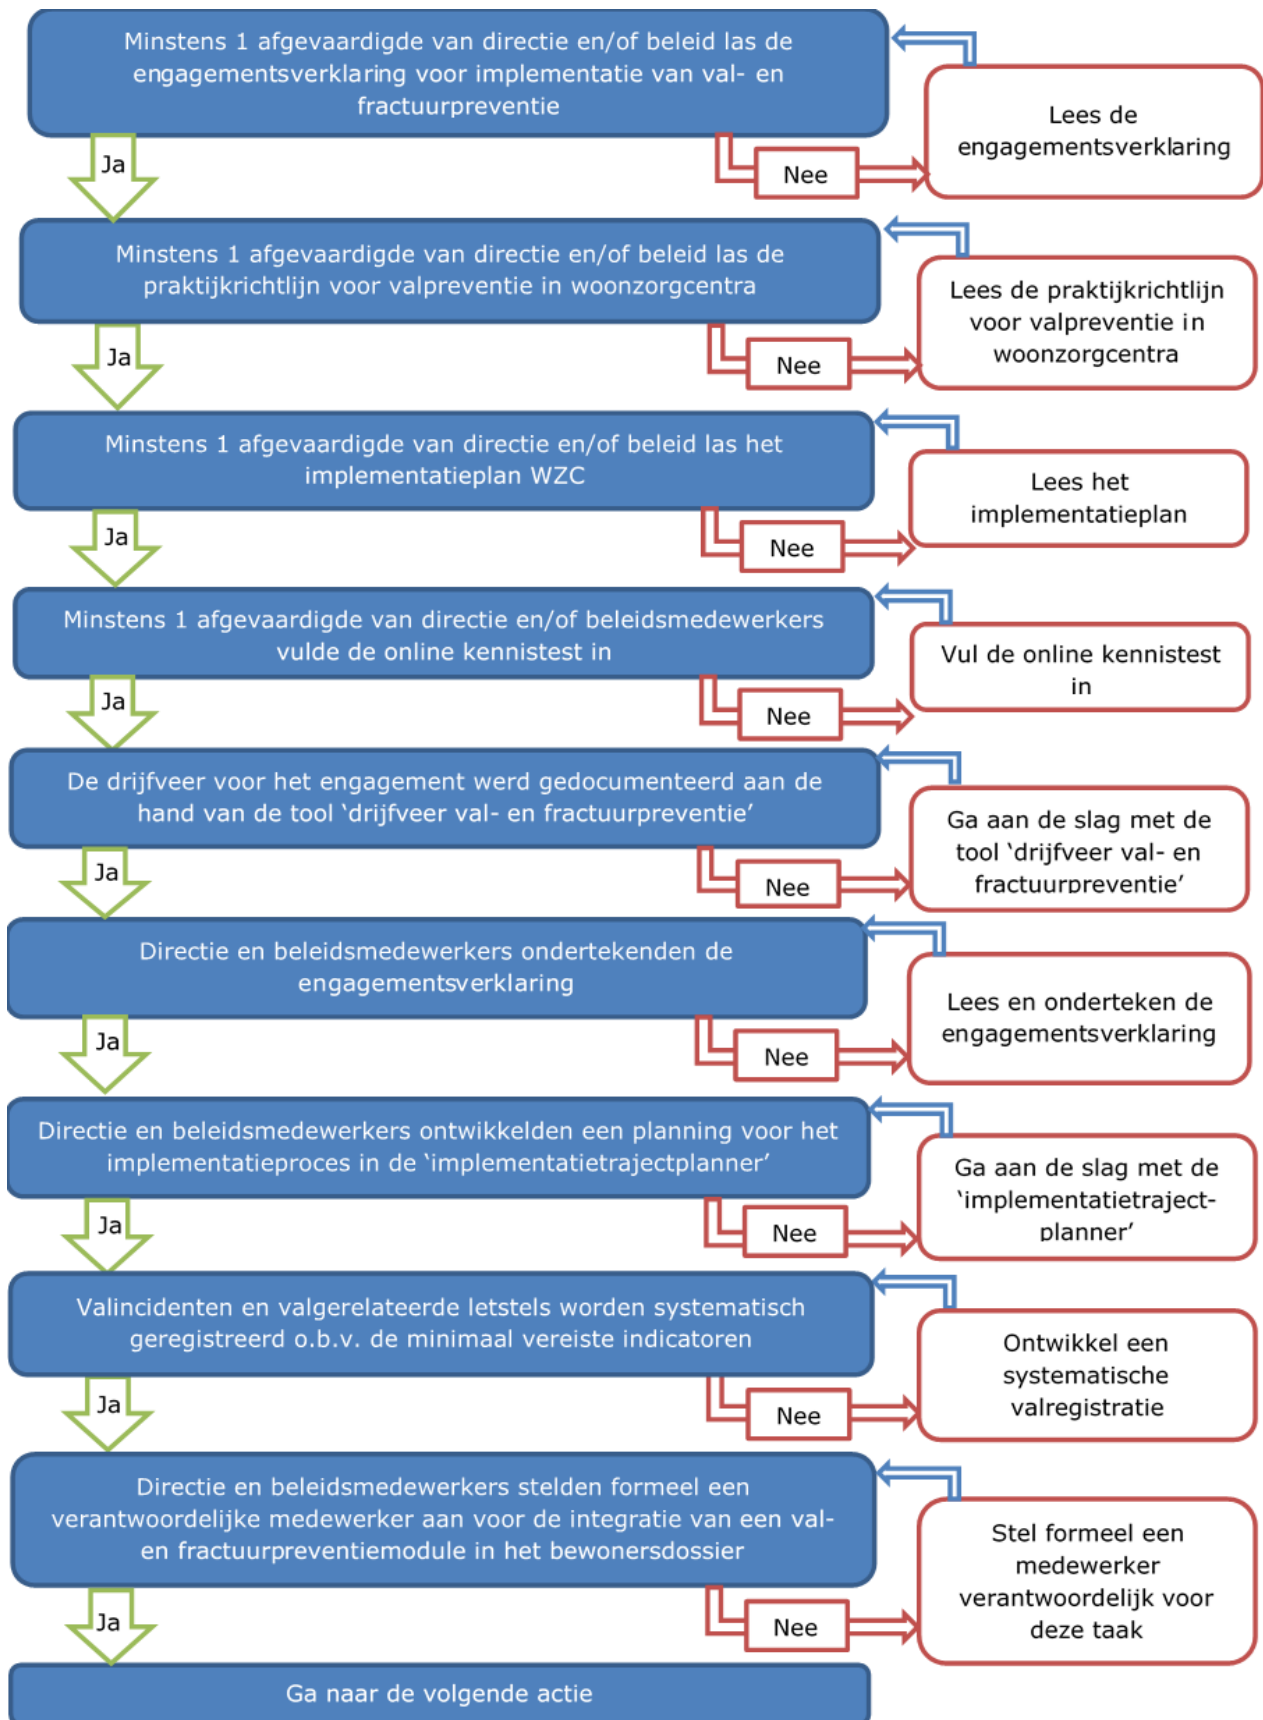 Minstens 1 afgevaardigde van directie en/of beleid las de
engagementsverklaring voor implementatie van val- en
fractuurpreventie
Ja
Nee
Lees de
engagementsverklaring
Minstens 1 afgevaardigde van directie en/of beleid las de
praktijkrichtlijn voor valpreventie in woonzorgcentra
Ja
Nee
Lees de praktijkrichtlijn
voor valpreventie in
woonzorgcentra
Minstens 1 afgevaardigde van directie en/of beleid las het
implementatieplan WZC
Ja
Nee
Lees het
implementatieplan
Minstens 1 afgevaardigde van directie en/of beleidsmedewerkers
vulde de online kennistest in
Ja
Nee
Vul de online kennistest
in
De drijfveer voor het engagement werd gedocumenteerd aan de
hand van de tool ‘drijfveer val- en fractuurpreventie’
Ja
Nee
Ga aan de slag met de
tool ‘drijfveer val- en
fractuurpreventie’
Directie en beleidsmedewerkers ondertekenden de
engagementsverklaring
Ja
Nee
Lees en onderteken de
engagementsverklaring
Directie en beleidsmedewerkers ontwikkelden een planning voor het
implementatieproces in de ‘implementatietrajectplanner’
Ja
Nee
Ga aan de slag met de
‘implementatietraject-
planner’
Valincidenten en valgerelateerde letstels worden systematisch
geregistreerd o.b.v. de minimaal vereiste indicatoren
Ja
Nee
Ontwikkel een
systematische
valregistratie
Directie en beleidsmedewerkers stelden formeel een
verantwoordelijke medewerker aan voor de integratie van een val-
en fractuurpreventiemodule in het bewonersdossier
Ja
Nee
Stel formeel een
medewerker
verantwoordelijk voor
deze taak
Ga naar de volgende actie